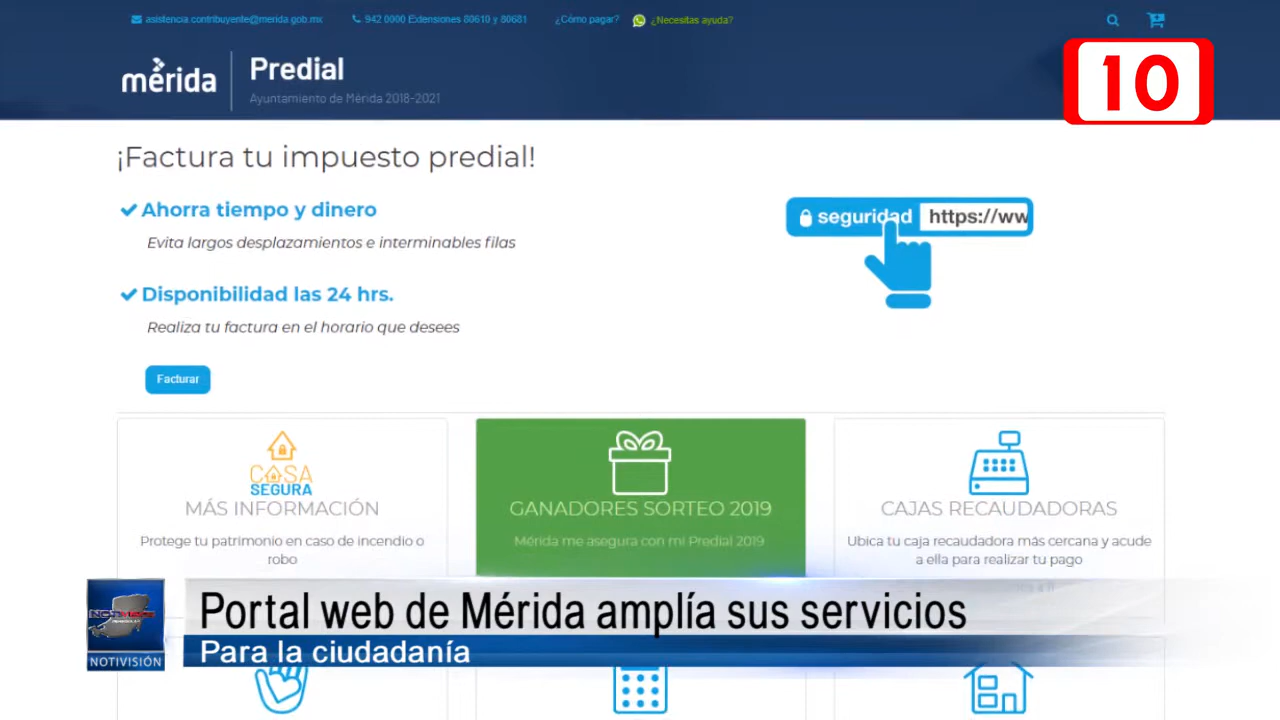 asistencia.contribuyente@merida.gob.mx
942 0000 Extensiones 80610 y 80681
¿Cómo pagar?
¿Necesitas ayuda?
mérida
Predial
Ayuntamiento de Mérida 2018-2021
10
¡Factura tu impuesto predial!
Ahorra tiempo y dinero
Evita largos desplazamientos e interminables filas
seguridad
https://ww
Disponibilidad las 24 hrs.
Realiza tu factura en el horario que desees
Facturar
CASA
SEGURA
MÁS INFORMACIÓN
Protege tu patrimonio en caso de incendio o
robo
GANADORES SORTEO 2019
Mérida me asegura con mi Predial 2019
CAJAS RECAUDADORAS
Ubica tu caja recaudadora más cercana y acude
a ella para realizar tu pago
Portal web de Mérida amplía sus servicios
Para la ciudadanía
NOTIVISIÓN